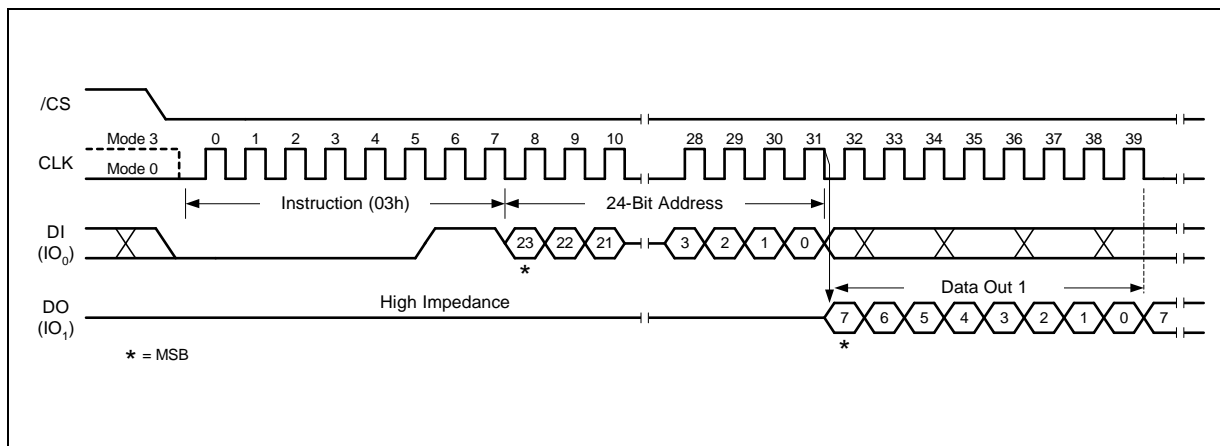 /CS
Mode 3
0 1 2 3 4 5 6 7 8 9 10 28 29 30 31 32 33 34 35 36 37 38 39
CLK
Mode 0
Instruction (03h)
24-Bit Address
DI
(IO0)
23 22 21 3 2 1 0
*
Data Out 1
High Impedance
DO
(IO1)
7 6 5 4 3 2 1 0 7
*
* = MSB